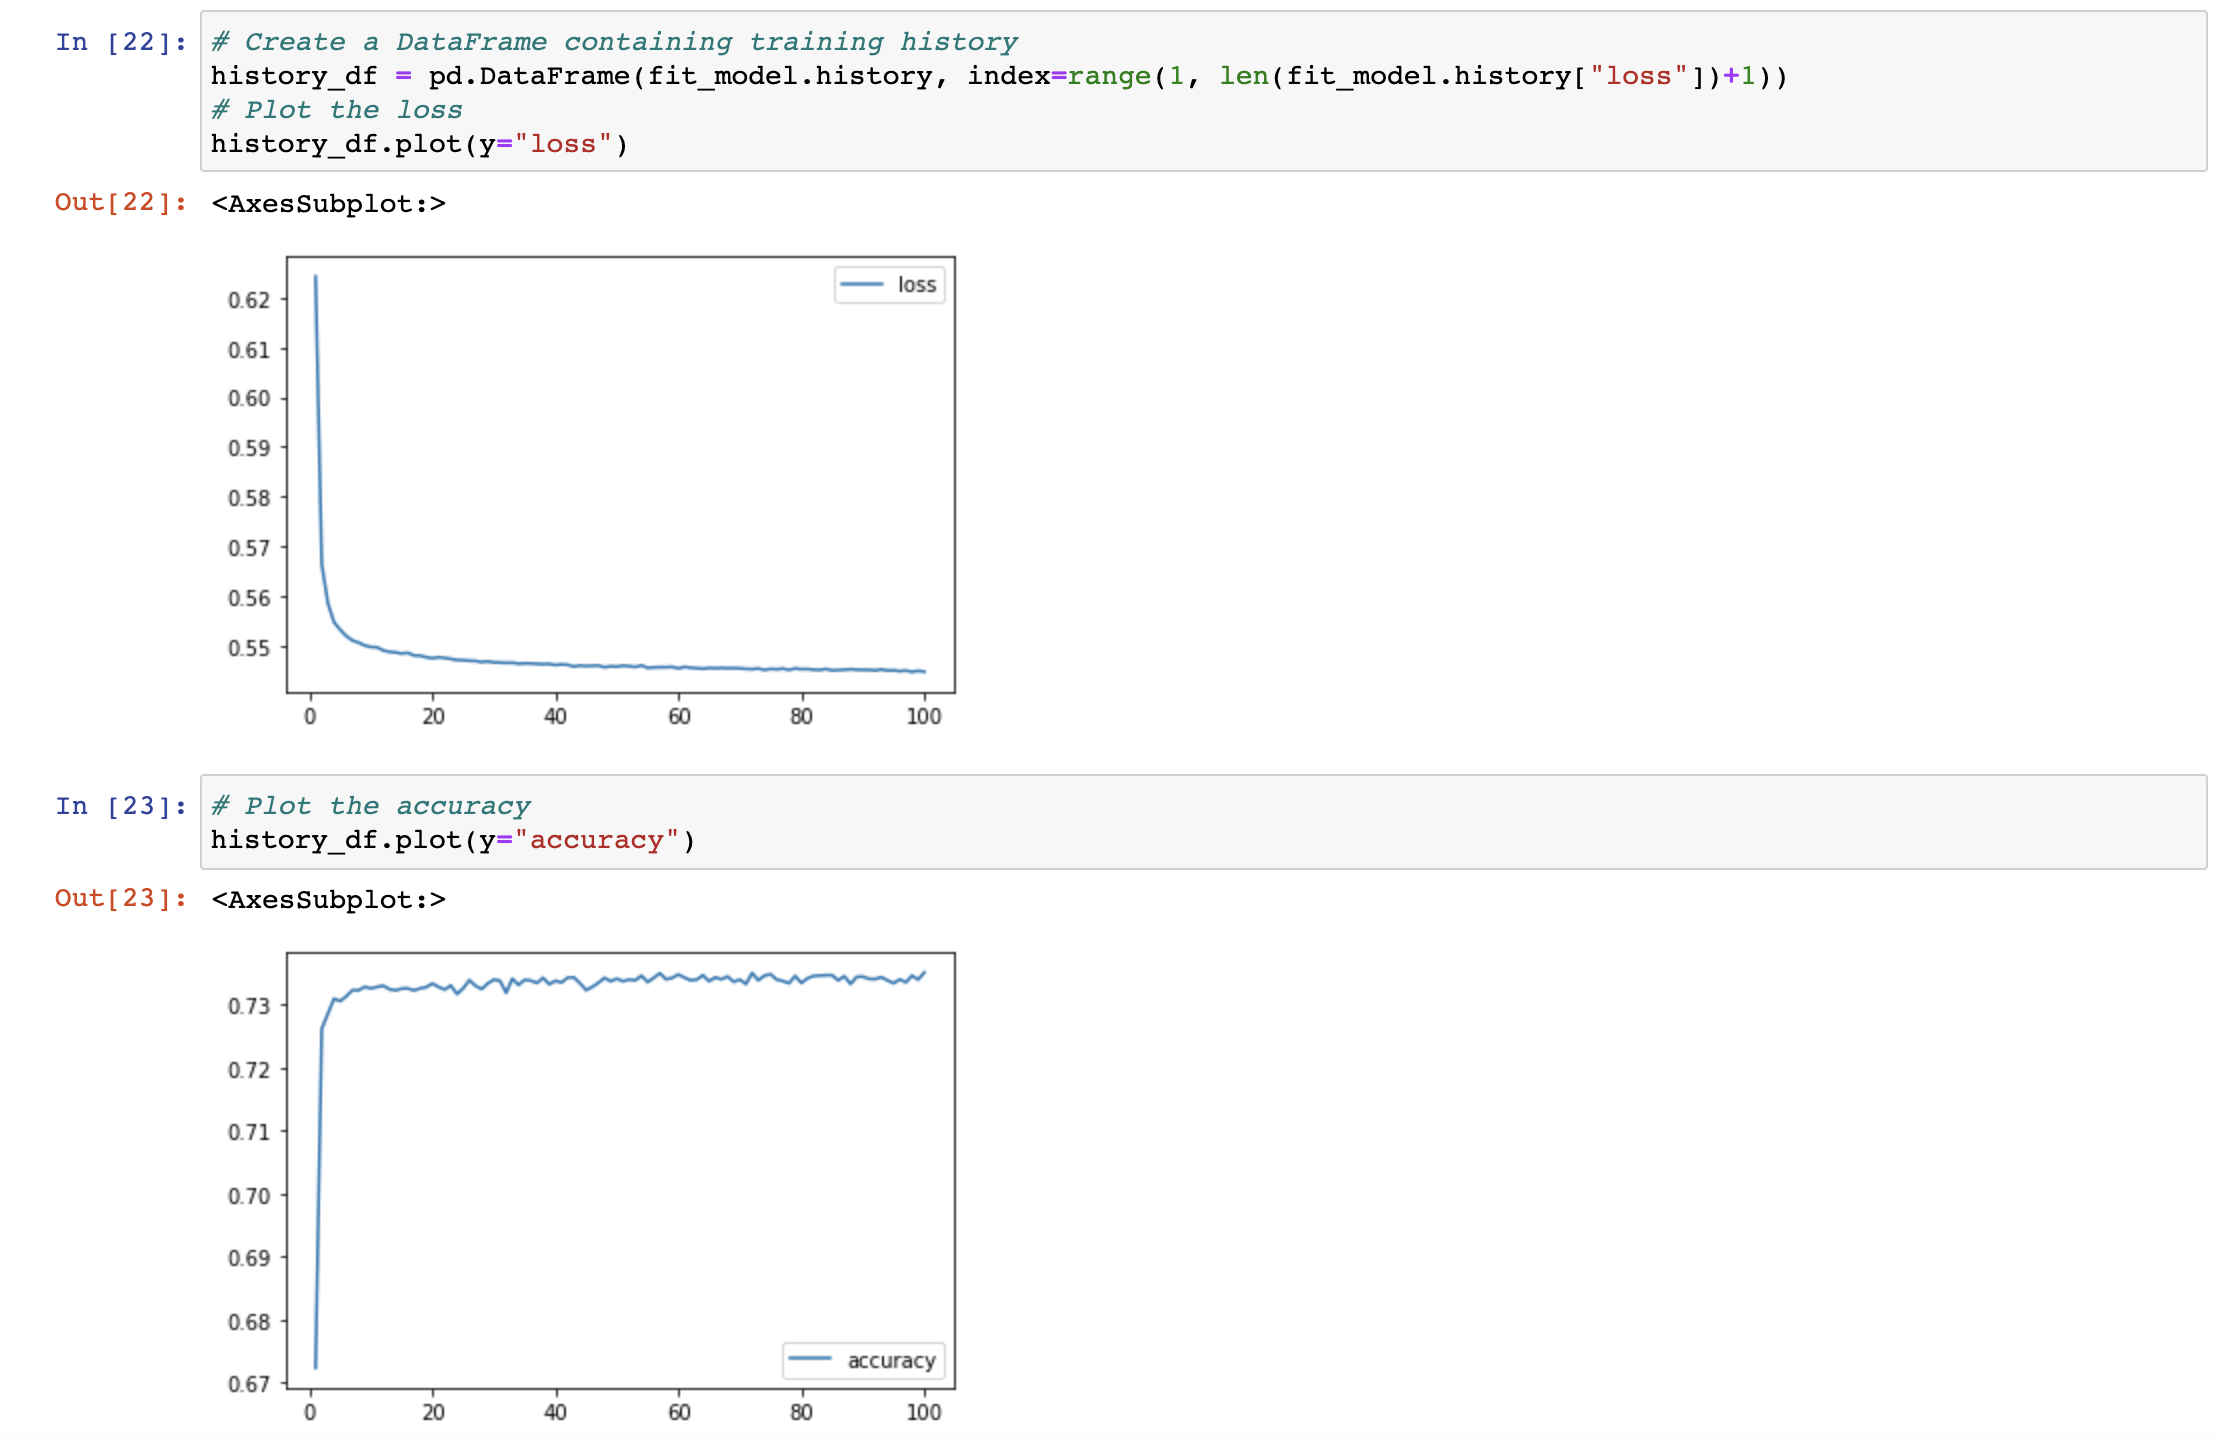 In [22]: # Create a DataFrame containing training history
history_df = pd.DataFrame(fit_model.history, index=range(1, len(fit_model.history["loss"])+1))
# Plot the loss
history_df.plot(y="loss")
Out[22]: <AxesSubplot:>
loss
0.62
0.61
0.60
0.59
0.58
0.57
0.56
0.55
0 20 40 60 80 100
In [23]: # Plot the accuracy
history_df.plot(y="accuracy")
Out[23]: <AxesSubplot:>
0.73
0.72
0.71
0.70
0.69
0.68
accuracy
0.67
0 20 40 60 80 100